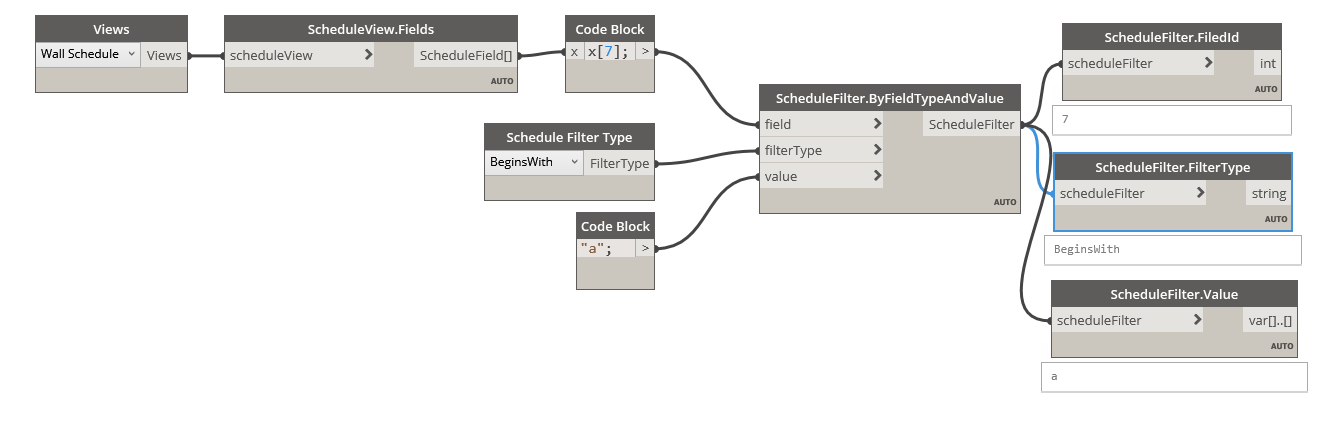 Views
Wall Schedule
Views
ScheduleView.Fields
scheduleView
ScheduleField[]
AUTO
Code Block
x x[7]; >
Schedule Filter Type
BeginsWith
FilterType
Code Block
"a"; >
ScheduleFilter.ByFieldTypeAndValue
field
ScheduleFilter
filterType
value
AUTO
ScheduleFilter.FiledId
scheduleFilter
int
AUTO
7
ScheduleFilter.FilterType
scheduleFilter
string
AUTO
BeginsWith
ScheduleFilter.Value
scheduleFilter
var[]..[]
AUTO
a